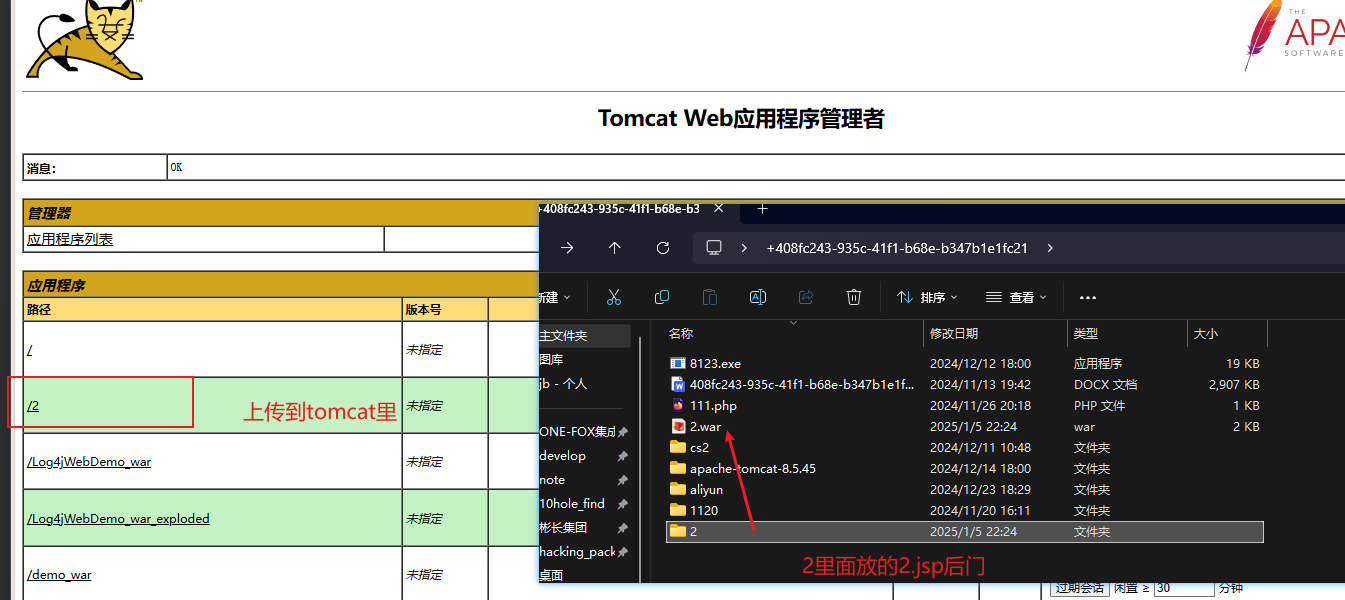 TM
THE
APA
SOFTWARE
Tomcat Web应用程序管理者
消息: OK
管理器
应用程序列表
应用程序
路径 版本号
/ 未指定
/2 未指定
上传到tomcat里
/Log4jWebDemo_war 未指定
/Log4jWebDemo_war_exploded 未指定
/demo_war 未指定
+408fc243-935c-41f1-b68e-b3
+408fc243-935c-41f1-b68e-b347b1e1fc21
新建 排序 查看
主文件夹
图库
jb - 个人
ONE-FOX集成
develop
note
10hole_find
彬长集团
hacking_pack
桌面
名称 修改日期 类型 大小
8123.exe 2024/12/12 18:00 应用程序 19 KB
408fc243-935c-41f1-b68e-b347b1e1f... 2024/11/13 19:42 DOCX 文档 2,907 KB
111.php 2024/11/26 20:18 PHP 文件 1 KB
2.war 2025/1/5 22:24 war 2 KB
cs2 2024/12/11 10:48 文件夹
apache-tomcat-8.5.45 2024/12/14 18:00 文件夹
aliyun 2024/12/23 18:29 文件夹
1120 2024/11/20 16:11 文件夹
2 2025/1/5 22:24 文件夹
2里面放的2.jsp后门
过期会话 闲置 ≥ 30 分钟